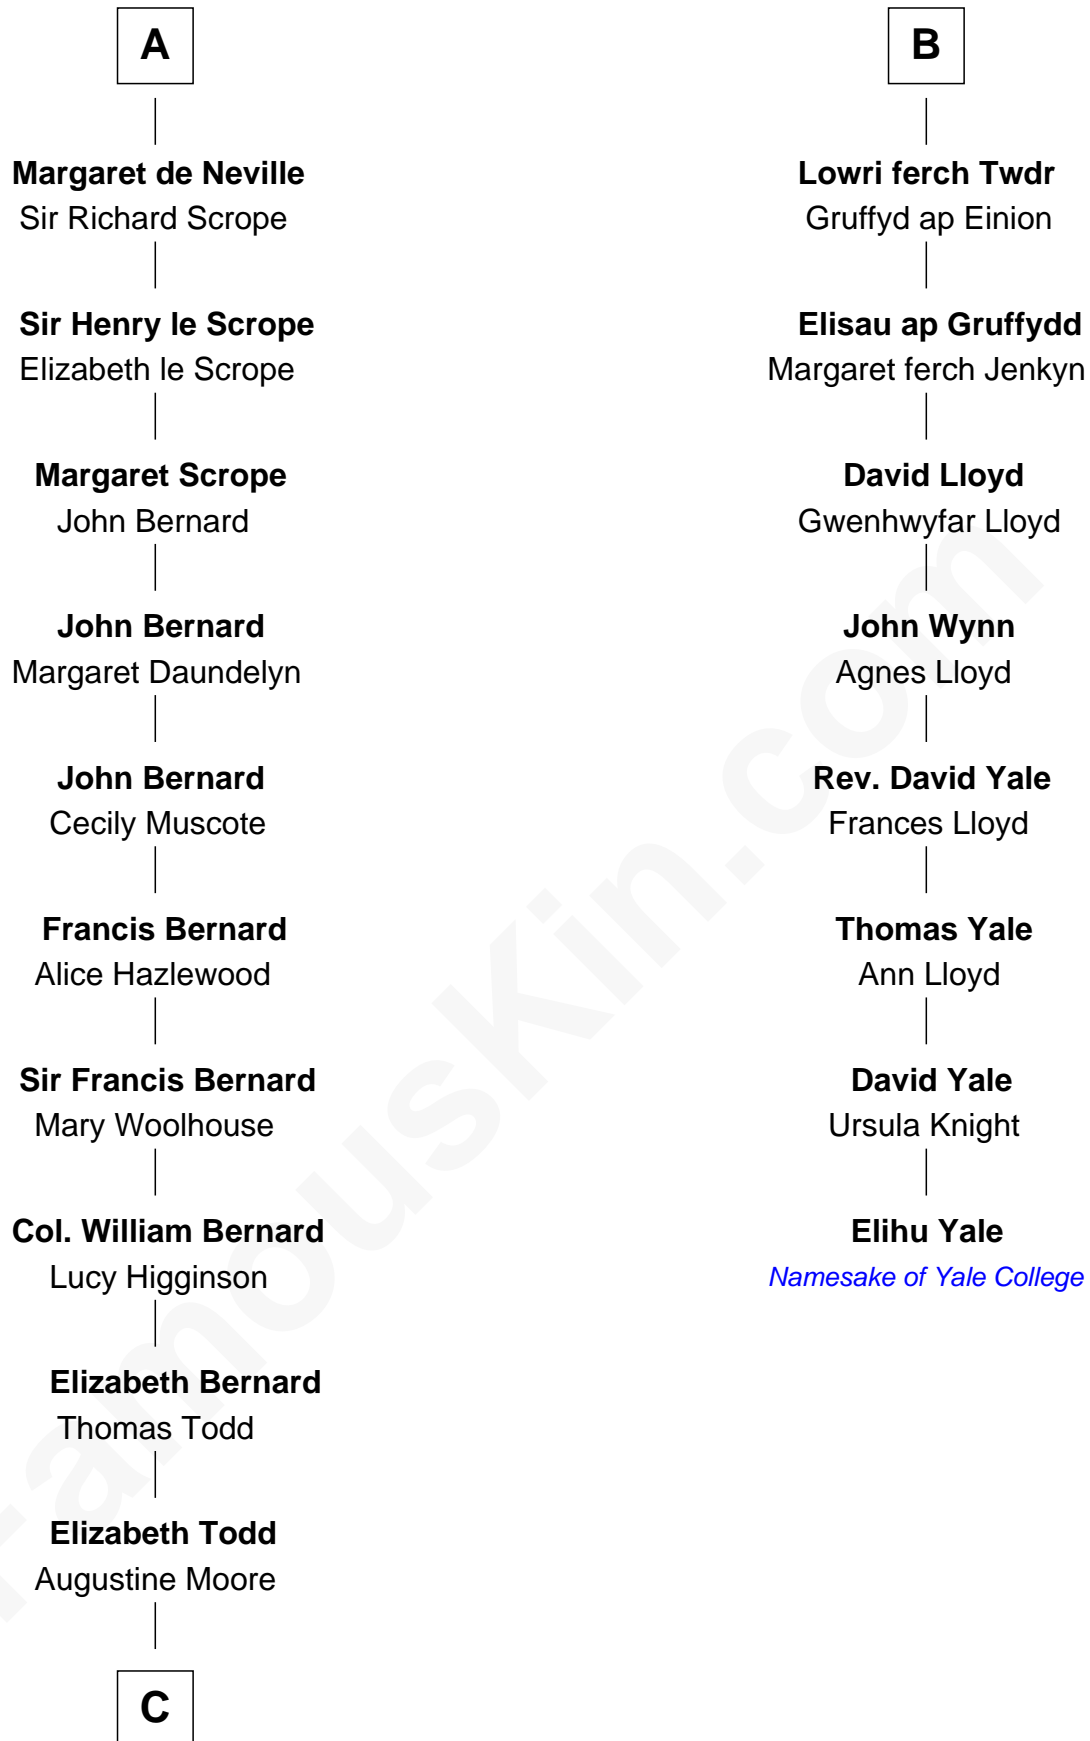 A
Margaret de Neville
Sir Richard Scrope
Sir Henry le Scrope
Elizabeth le Scrope
Margaret Scrope
John Bernard
John Bernard
Margaret Daundelyn
John Bernard
Cecily Muscote
Francis Bernard
Alice Hazlewood
Sir Francis Bernard
Mary Woolhouse
Col. William Bernard
Lucy Higginson
Elizabeth Bernard
Thomas Todd
Elizabeth Todd
Augustine Moore
C
B
Lowri ferch Twdr
Gruffyd ap Einion
Elisau ap Gruffydd
Margaret ferch Jenkyn
David Lloyd
Gwenhwyfar Lloyd
John Wynn
Agnes Lloyd
Rev. David Yale
Frances Lloyd
Thomas Yale
Ann Lloyd
David Yale
Ursula Knight
Elihu Yale
Namesake of Yale College
FamousKin.com